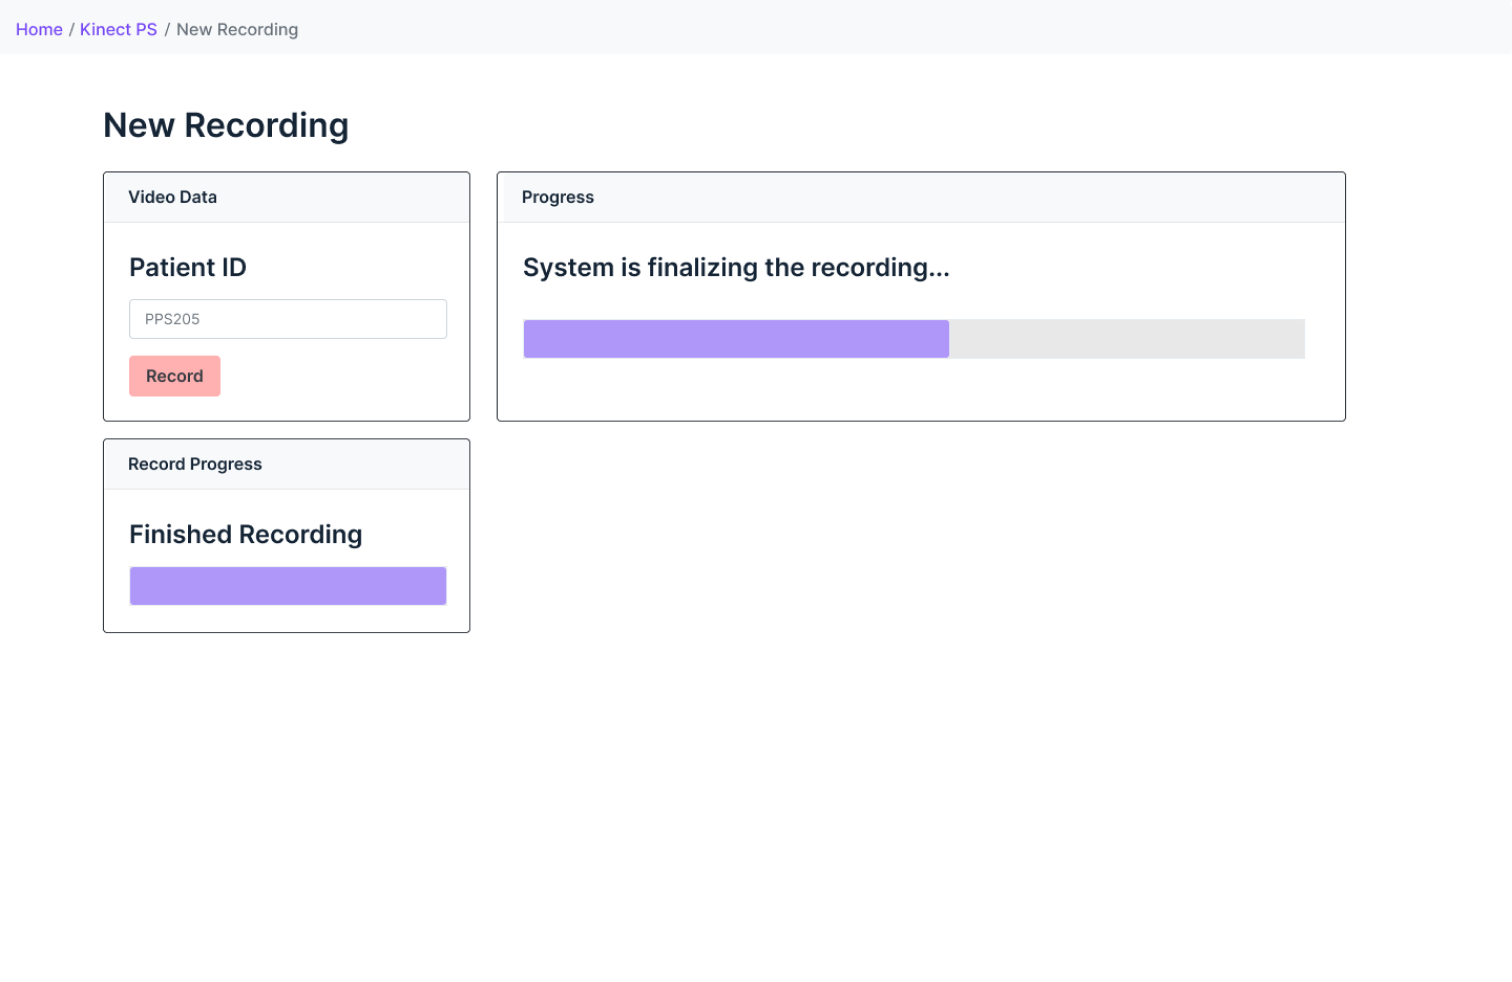 Home / Kinect PS / New Recording
New Recording
Video Data
Patient ID
PPS205
Record
Progress
System is finalizing the recording...
Record Progress
Finished Recording